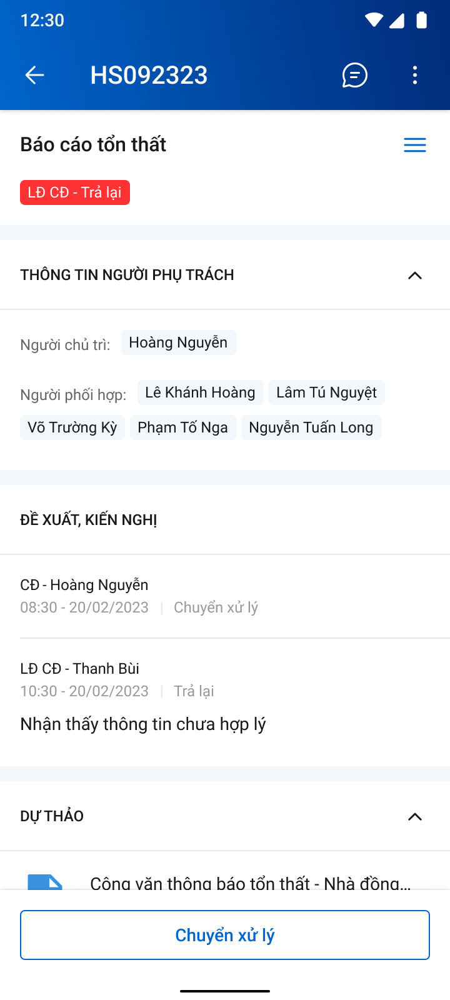 12:30
HS092323
Báo cáo tổn thất
LĐ CĐ - Trả lại
THÔNG TIN NGƯỜI PHỤ TRÁCH
Người chủ trì: Hoàng Nguyễn
Người phối hợp: Lê Khánh Hoàng Lâm Tú Nguyệt
Võ Trường Kỳ Phạm Tố Nga Nguyễn Tuấn Long
ĐỀ XUẤT, KIẾN NGHỊ
CĐ - Hoàng Nguyễn
08:30 - 20/02/2023 | Chuyển xử lý
LĐ CĐ - Thanh Bùi
10:30 - 20/02/2023 | Trả lại
Nhận thấy thông tin chưa hợp lý
DỰ THẢO
Công văn thông báo tổn thất - Nhà đồng...
Chuyển xử lý